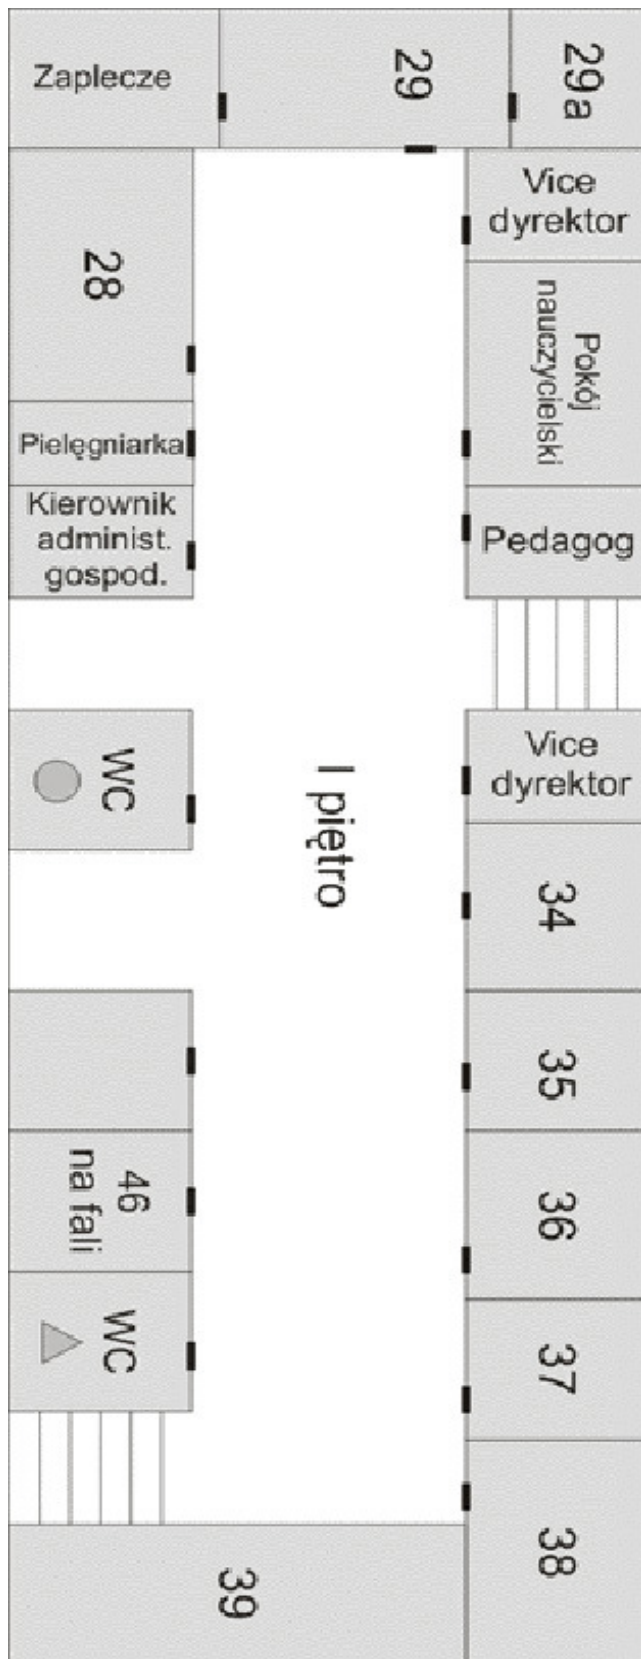 Zaplecze
29
29a
Vice
dyrektor
28
Pokój
nauczycielski
Pielęgniarka
Kierownik
administ.
gospod.
Pedagog
WC
I piętro
Vice
dyrektor
34
35
46
na fali
36
WC
37
38
39